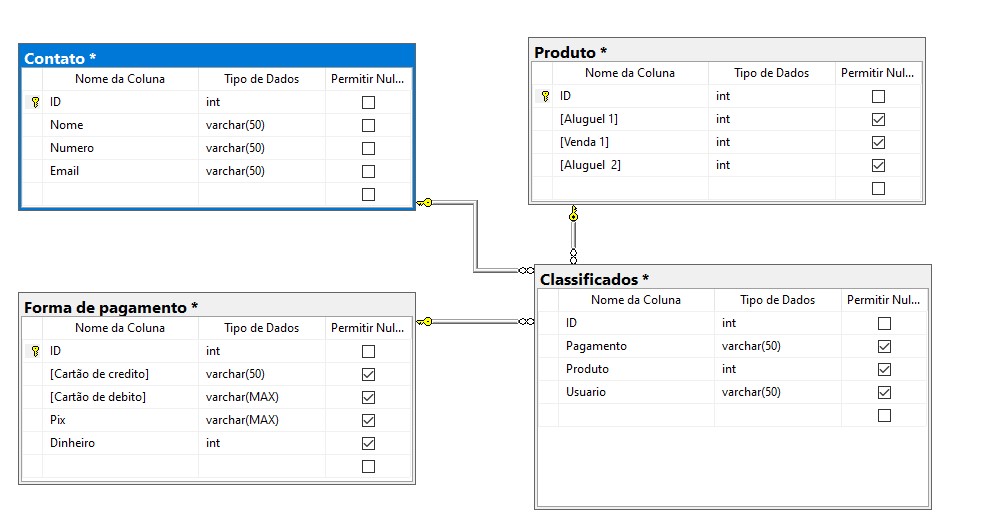 Contato *
Nome da Coluna Tipo de Dados Permitir Nul...
ID int
Nome varchar(50)
Numero varchar(50)
Email varchar(50)
Produto *
Nome da Coluna Tipo de Dados Permitir Nul...
ID int
[Aluguel 1] int
[Venda 1] int
[Aluguel  2] int
Forma de pagamento *
Nome da Coluna Tipo de Dados Permitir Nul...
ID int
[Cartão de credito] varchar(50)
[Cartão de debito] varchar(MAX)
Pix varchar(MAX)
Dinheiro int
Classificados *
Nome da Coluna Tipo de Dados Permitir Nul...
ID int
Pagamento varchar(50)
Produto int
Usuario varchar(50)